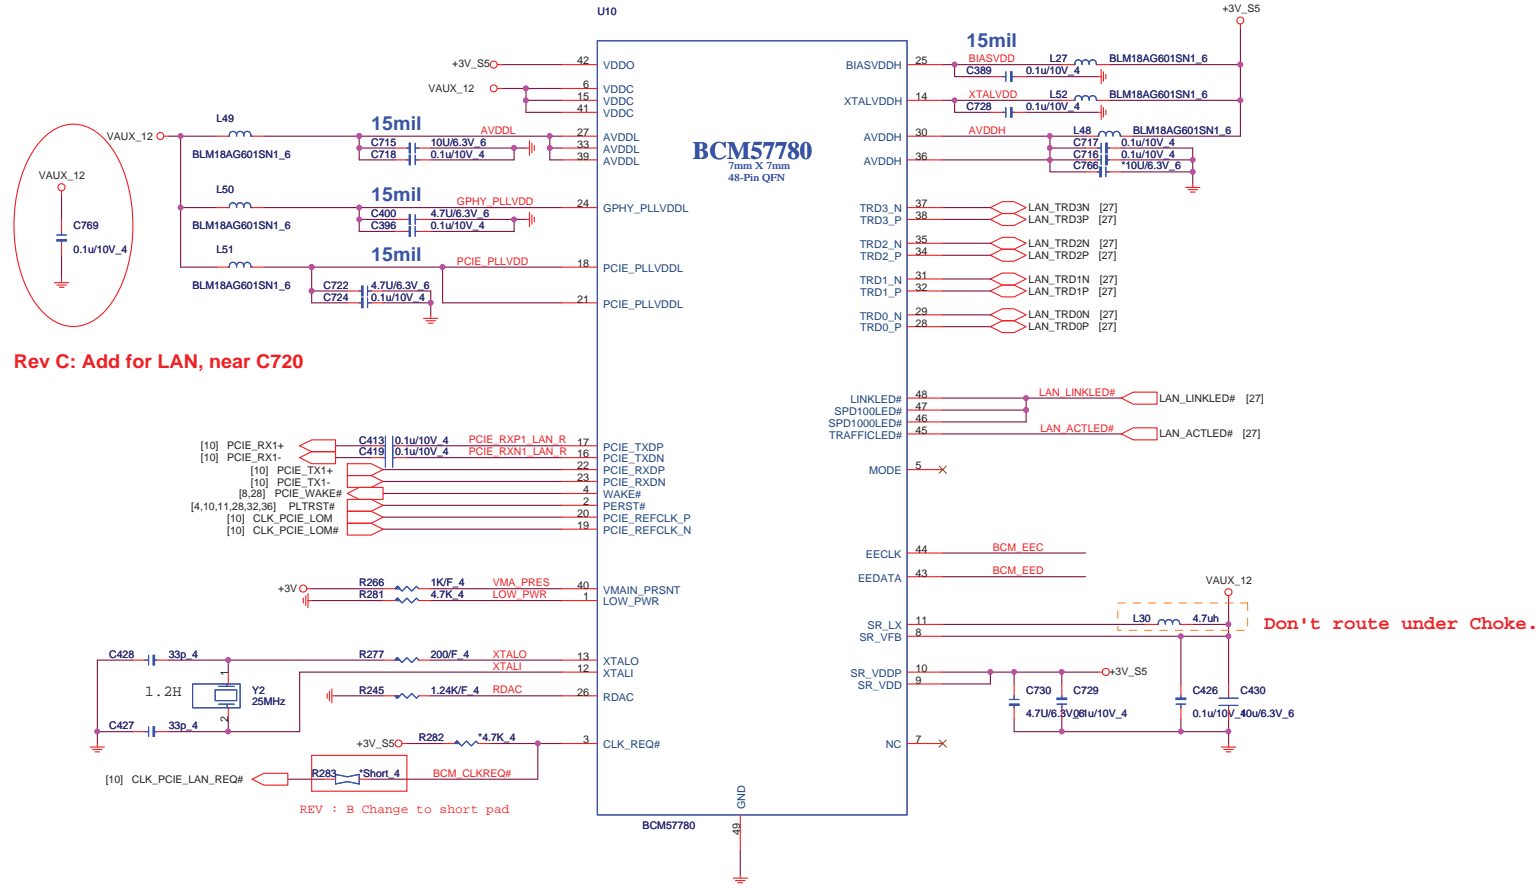 U10
+3V_S5
15mil
+3V_S5 42 VDDO
BIASVDDH 25 BIASVDD L27 BLM18AG601SN1_6
C389 0.1u/10V_4
VAUX_12 6 VDDC
15 VDDC
41 VDDC
XTALVDDH 14 XTALVDD L52 BLM18AG601SN1_6
C728 0.1u/10V_4
L49
15mil
VAUX_12 AVDDL 27 AVDDL
C715 10U/6.3V_6 33 AVDDL
BLM18AG601SN1_6 C718 0.1u/10V_4 39 AVDDL
AVDDH 30 AVDDH L48 BLM18AG601SN1_6
C717 0.1u/10V_4
AVDDH 36 C716 0.1u/10V_4
C766 *10U/6.3V_6
BCM57780
7mm X 7mm
48-Pin QFN
VAUX_12
C769
0.1u/10V_4
L50
15mil
GPHY_PLLVDD 24 GPHY_PLLVDDL
C400 4.7U/6.3V_6
BLM18AG601SN1_6 C396 0.1u/10V_4
L51
15mil
PCIE_PLLVDD 18 PCIE_PLLVDDL
BLM18AG601SN1_6 C722 4.7U/6.3V_6
C724 0.1u/10V_4 21 PCIE_PLLVDDL
TRD3_N 37 LAN_TRD3N [27]
TRD3_P 38 LAN_TRD3P [27]
TRD2_N 35 LAN_TRD2N [27]
TRD2_P 34 LAN_TRD2P [27]
TRD1_N 31 LAN_TRD1N [27]
TRD1_P 32 LAN_TRD1P [27]
TRD0_N 29 LAN_TRD0N [27]
TRD0_P 28 LAN_TRD0P [27]
Rev C: Add for LAN, near C720
LINKLED# 48 LAN_LINKLED# LAN_LINKLED# [27]
SPD100LED# 47
SPD1000LED# 46
TRAFFICLED# 45 LAN_ACTLED# LAN_ACTLED# [27]
MODE 5
[10] PCIE_RX1+ C413 0.1u/10V_4 PCIE_RXP1_LAN_R 17 PCIE_TXDP
[10] PCIE_RX1- C419 0.1u/10V_4 PCIE_RXN1_LAN_R 16 PCIE_TXDN
[10] PCIE_TX1+ 22 PCIE_RXDP
[10] PCIE_TX1- 23 PCIE_RXDN
[8,28] PCIE_WAKE# 4 WAKE#
[4,10,11,28,32,36] PLTRST# 2 PERST#
[10] CLK_PCIE_LOM 20 PCIE_REFCLK_P
[10] CLK_PCIE_LOM# 19 PCIE_REFCLK_N
EECLK 44 BCM_EEC
EEDATA 43 BCM_EED
+3V R266 1K/F_4 VMA_PRES 40 VMAIN_PRSNT
R281 4.7K_4 LOW_PWR 1 LOW_PWR
VAUX_12
SR_LX 11 L30 4.7uh
SR_VFB 8
Don't route under Choke.
C428 33p_4 R277 200/F_4 XTALO 13 XTALO
XTALI 12 XTALI
1
1.2H Y2
25MHz
2
C427 33p_4
R245 1.24K/F_4 RDAC 26 RDAC
SR_VDDP 10 +3V_S5
SR_VDD 9
C730 C729 C426 C430
4.7U/6.3V_6 0.1u/10V_4 0.1u/10V_4 10u/6.3V_6
+3V_S5 R282 *4.7K_4 3 CLK_REQ#
NC 7
[10] CLK_PCIE_LAN_REQ# R283 *Short_4 BCM_CLKREQ#
REV : B Change to short pad
GND
49
BCM57780